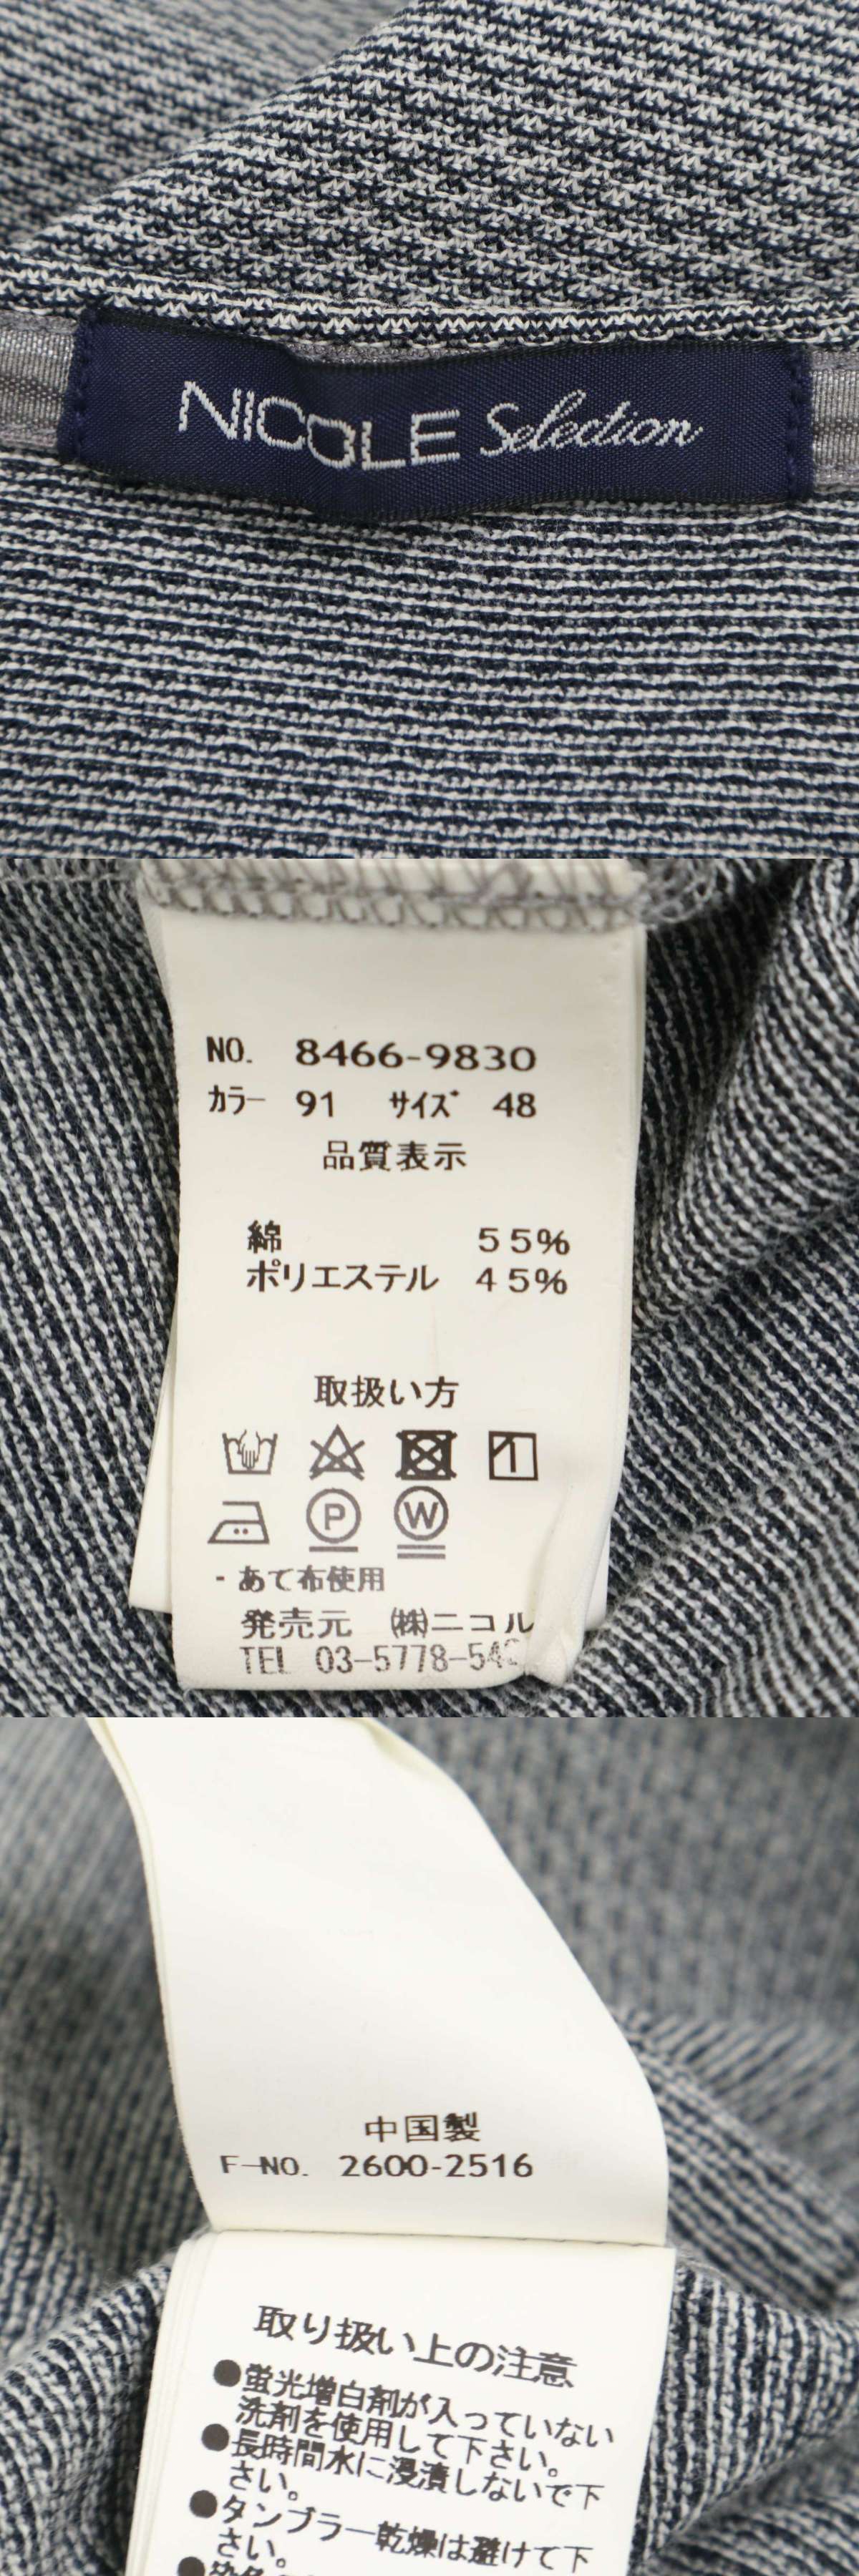 NICOLE Selection
NO. 8466-9830
カラー 91 サイズ 48
品質表示
綿 55%
ポリエステル 45%
取扱い方
P W
・あて布使用
発売元 ㈱ニコル
TEL 03-5778-54
中国製
F-NO. 2600-2516
取り扱い上の注意
●蛍光増白剤が入っていない
洗剤を使用して下さい。
●長時間水に浸漬しないで下
さい。
●タンブラー乾燥は避けて下
さい。